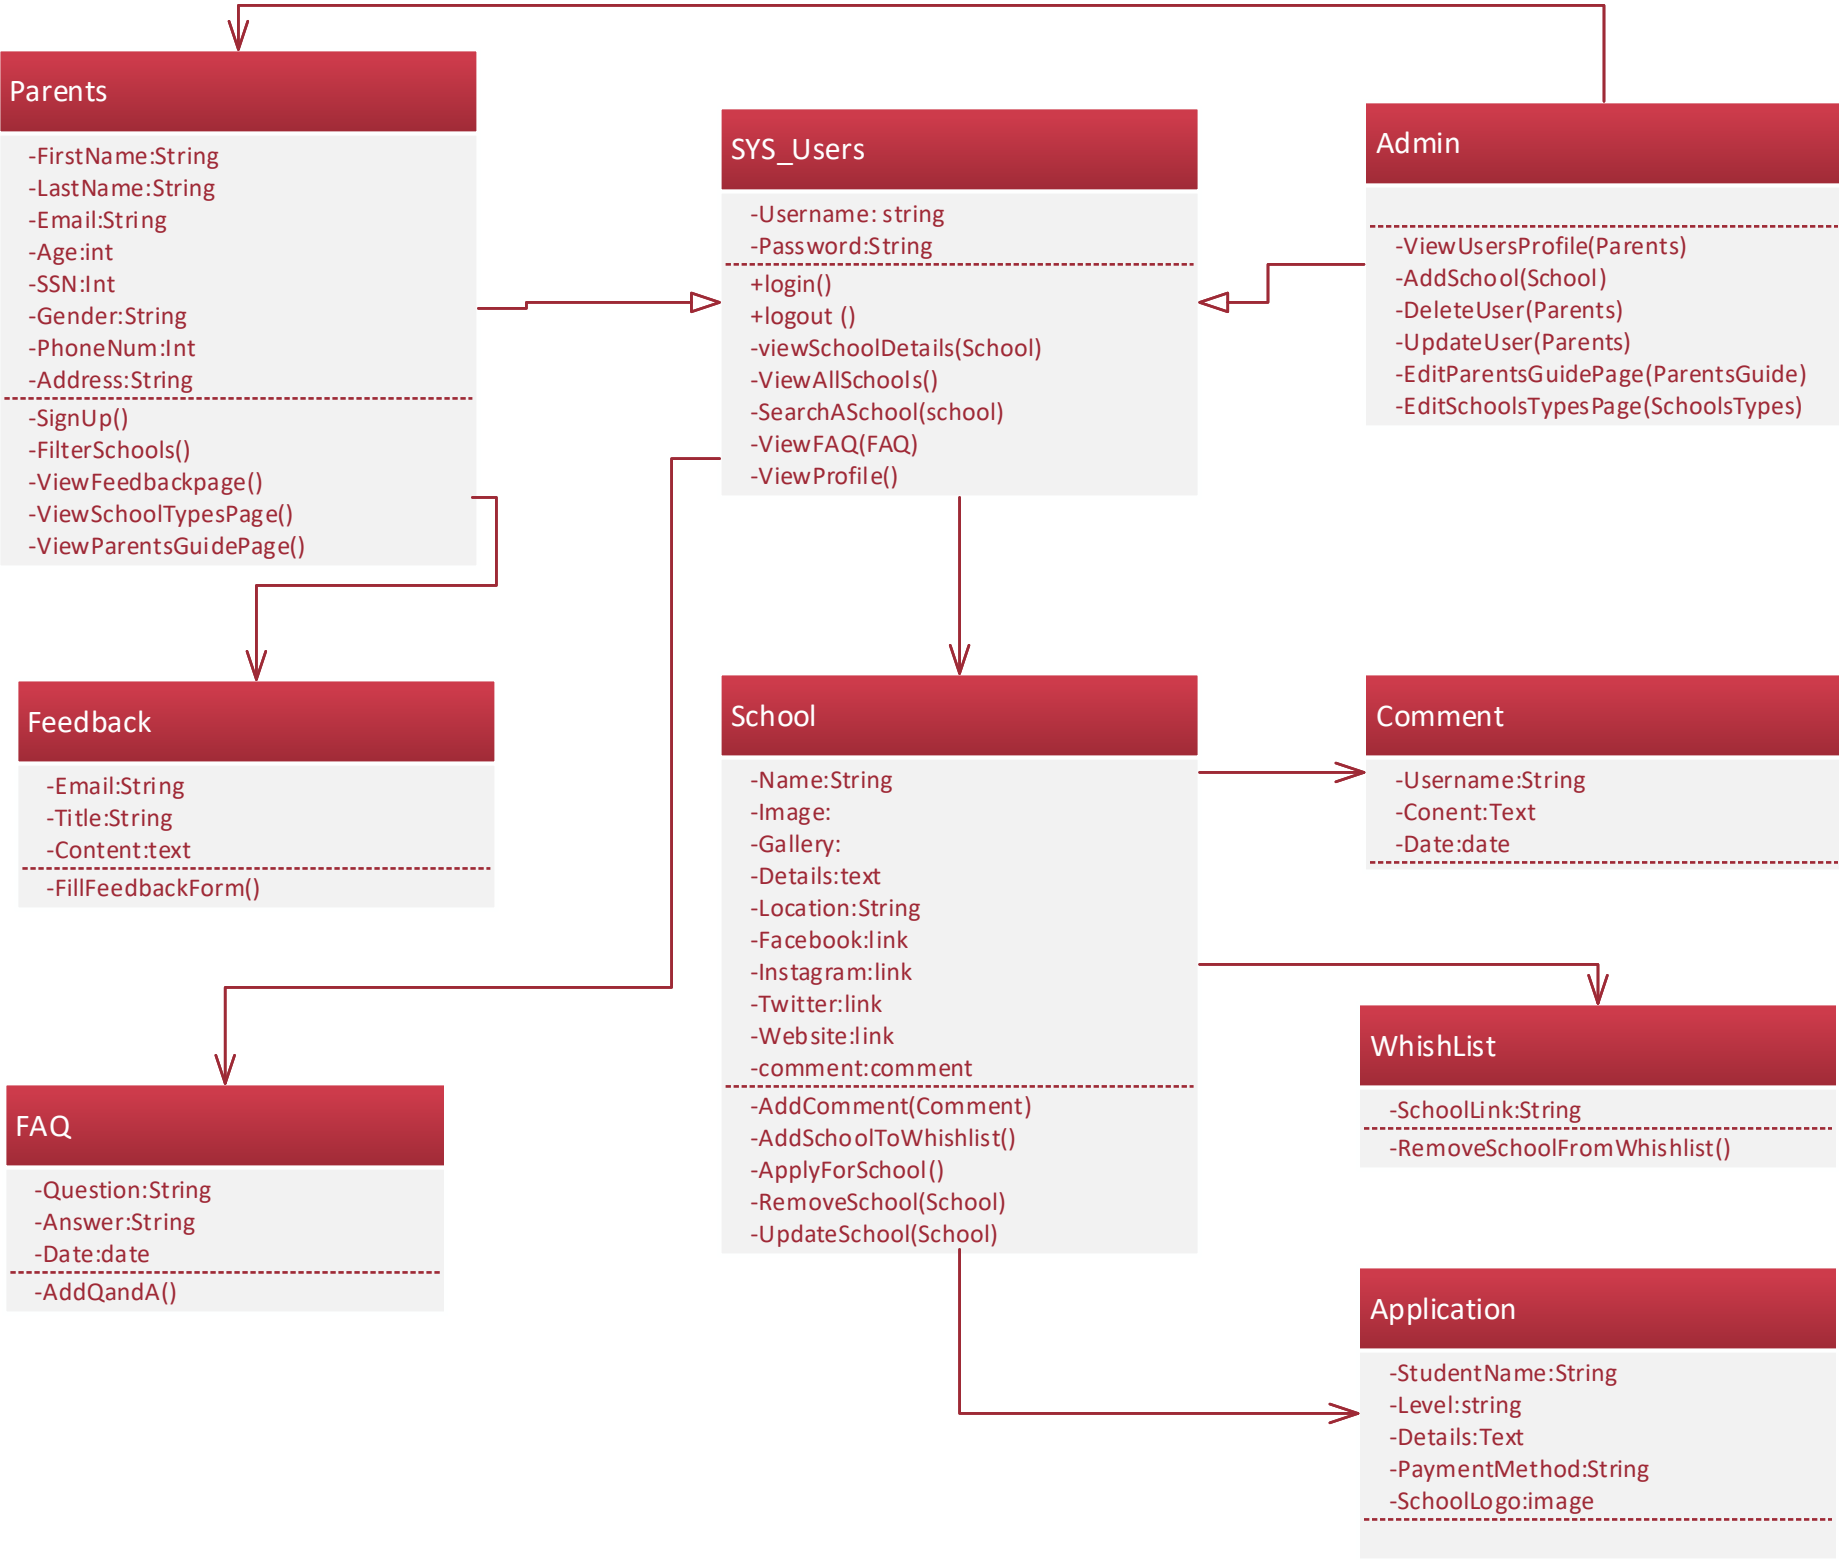 Parents
-FirstName:String
-LastName:String
-Email:String
-Age:int
-SSN:Int
-Gender:String
-PhoneNum:Int
-Address:String
-SignUp()
-FilterSchools()
-ViewFeedbackpage()
-ViewSchoolTypesPage()
-ViewParentsGuidePage()
SYS_Users
-Username: string
-Password:String
+login()
+logout ()
-viewSchoolDetails(School)
-ViewAllSchools()
-SearchASchool(school)
-ViewFAQ(FAQ)
-ViewProfile()
Admin
-ViewUsersProfile(Parents)
-AddSchool(School)
-DeleteUser(Parents)
-UpdateUser(Parents)
-EditParentsGuidePage(ParentsGuide)
-EditSchoolsTypesPage(SchoolsTypes)
Feedback
-Email:String
-Title:String
-Content:text
-FillFeedbackForm()
School
-Name:String
-Image:
-Gallery:
-Details:text
-Location:String
-Facebook:link
-Instagram:link
-Twitter:link
-Website:link
-comment:comment
-AddComment(Comment)
-AddSchoolToWhishlist()
-ApplyForSchool()
-RemoveSchool(School)
-UpdateSchool(School)
Comment
-Username:String
-Conent:Text
-Date:date
WhishList
-SchoolLink:String
-RemoveSchoolFromWhishlist()
FAQ
-Question:String
-Answer:String
-Date:date
-AddQandA()
Application
-StudentName:String
-Level:string
-Details:Text
-PaymentMethod:String
-SchoolLogo:image